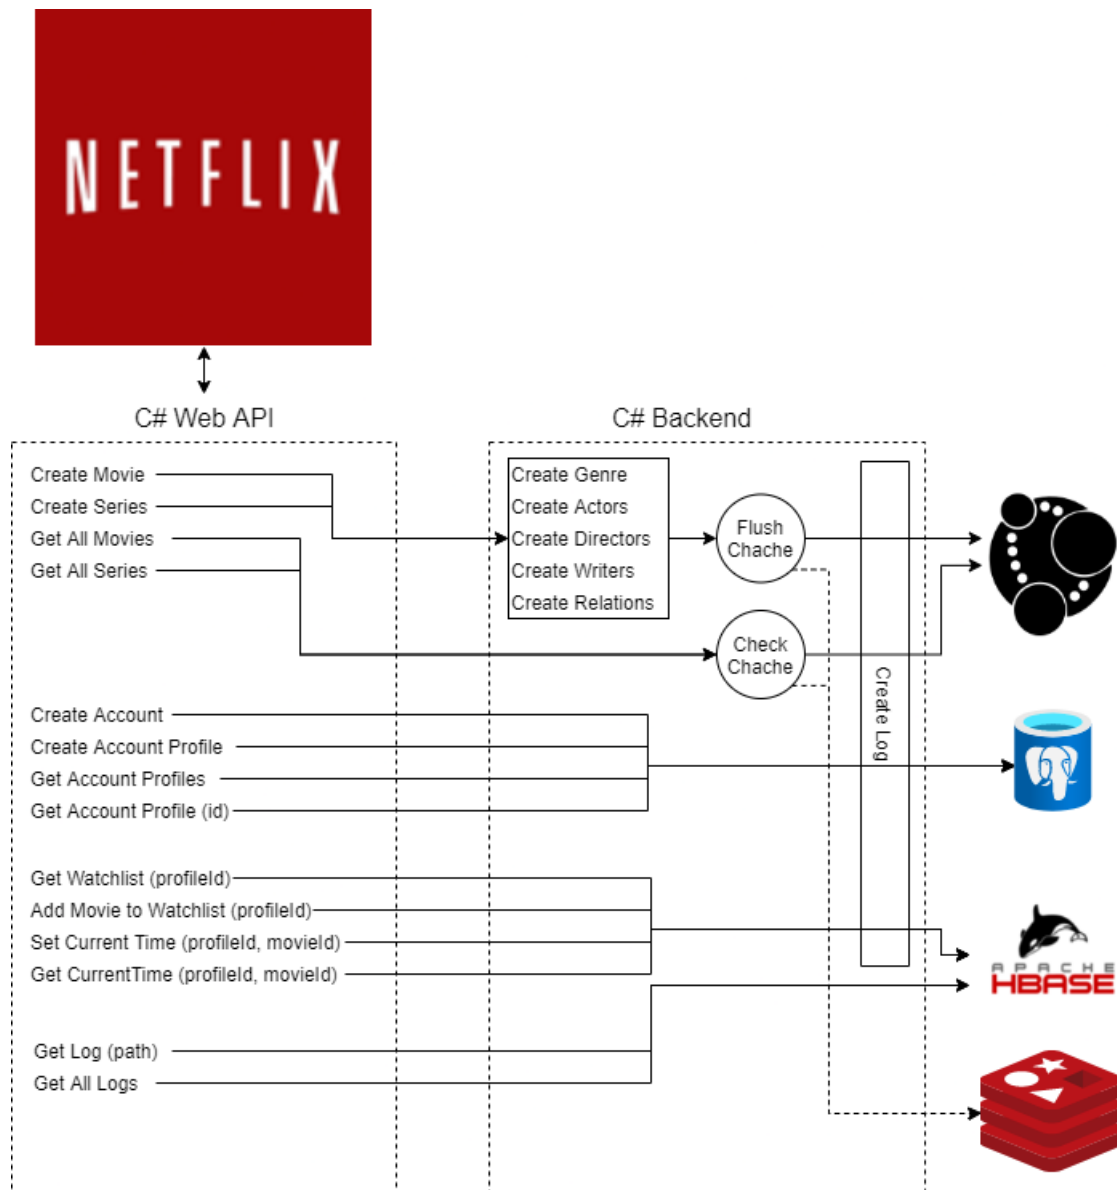 NETFLIX
C# Web API
C# Backend
Create Movie
Create Series
Get All Movies
Get All Series
Create Genre
Create Actors
Create Directors
Create Writers
Create Relations
Flush
Chache
Check
Chache
Create Log
Create Account
Create Account Profile
Get Account Profiles
Get Account Profile (id)
Get Watchlist (profileId)
Add Movie to Watchlist (profileId)
Set Current Time (profileId, movieId)
Get CurrentTime (profileId, movieId)
APACHE
HBASE
Get Log (path)
Get All Logs